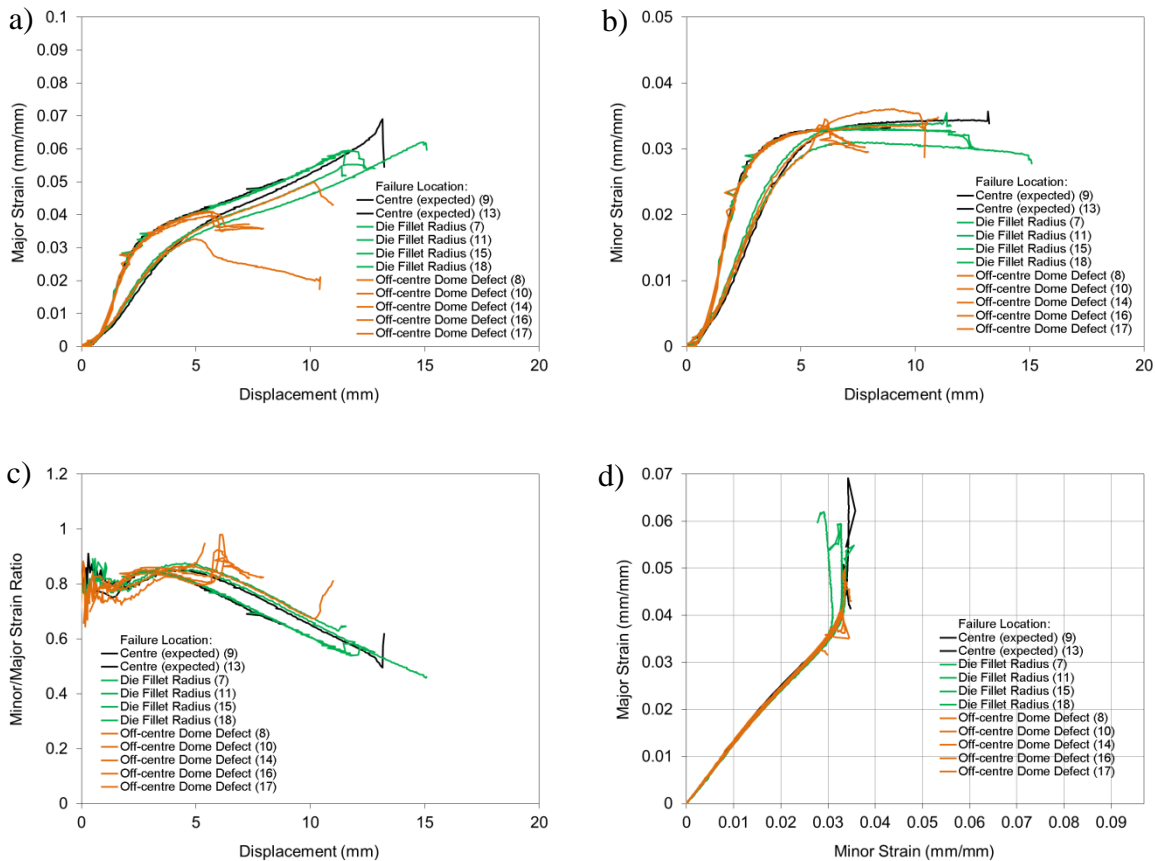 a)
0.1
0.09
0.08
0.07
0.06
0.05
0.04
0.03
0.02
0.01
0
Major Strain (mm/mm)
Failure Location:
Centre (expected) (9)
Centre (expected) (13)
Die Fillet Radius (7)
Die Fillet Radius (11)
Die Fillet Radius (15)
Die Fillet Radius (18)
Off-centre Dome Defect (8)
Off-centre Dome Defect (10)
Off-centre Dome Defect (14)
Off-centre Dome Defect (16)
Off-centre Dome Defect (17)
0 5 10 15 20
Displacement (mm)
b)
0.05
0.04
0.03
0.02
0.01
0
Minor Strain (mm/mm)
Failure Location:
Centre (expected) (9)
Centre (expected) (13)
Die Fillet Radius (7)
Die Fillet Radius (11)
Die Fillet Radius (15)
Die Fillet Radius (18)
Off-centre Dome Defect (8)
Off-centre Dome Defect (10)
Off-centre Dome Defect (14)
Off-centre Dome Defect (16)
Off-centre Dome Defect (17)
0 5 10 15 20
Displacement (mm)
c)
1.2
1
0.8
0.6
0.4
0.2
0
Minor/Major Strain Ratio
Failure Location:
Centre (expected) (9)
Centre (expected) (13)
Die Fillet Radius (7)
Die Fillet Radius (11)
Die Fillet Radius (15)
Die Fillet Radius (18)
Off-centre Dome Defect (8)
Off-centre Dome Defect (10)
Off-centre Dome Defect (14)
Off-centre Dome Defect (16)
Off-centre Dome Defect (17)
0 5 10 15 20
Displacement (mm)
d)
0.07
0.06
0.05
0.04
0.03
0.02
0.01
0
Major Strain (mm/mm)
Failure Location:
Centre (expected) (9)
Centre (expected) (13)
Die Fillet Radius (7)
Die Fillet Radius (11)
Die Fillet Radius (15)
Die Fillet Radius (18)
Off-centre Dome Defect (8)
Off-centre Dome Defect (10)
Off-centre Dome Defect (14)
Off-centre Dome Defect (16)
Off-centre Dome Defect (17)
0 0.01 0.02 0.03 0.04 0.05 0.06 0.07 0.08 0.09
Minor Strain (mm/mm)